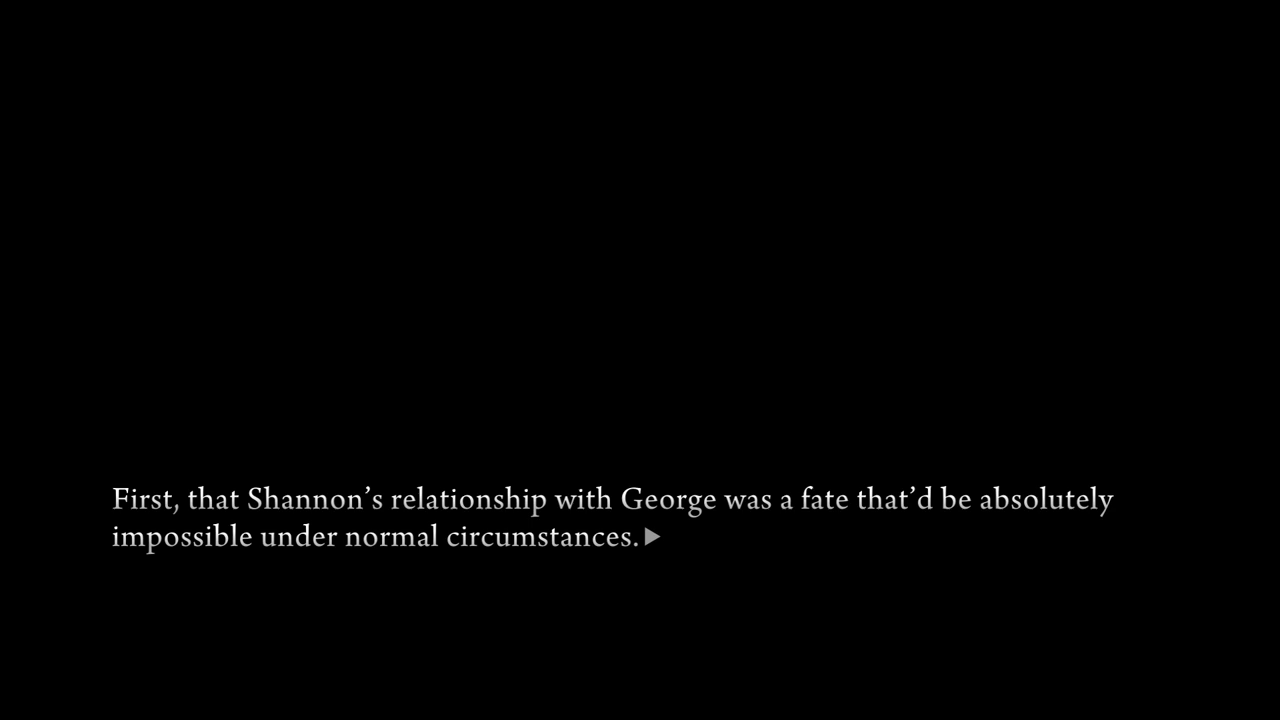 First, that Shannon’s relationship with George was a fate that’d be absolutely
impossible under normal circumstances.